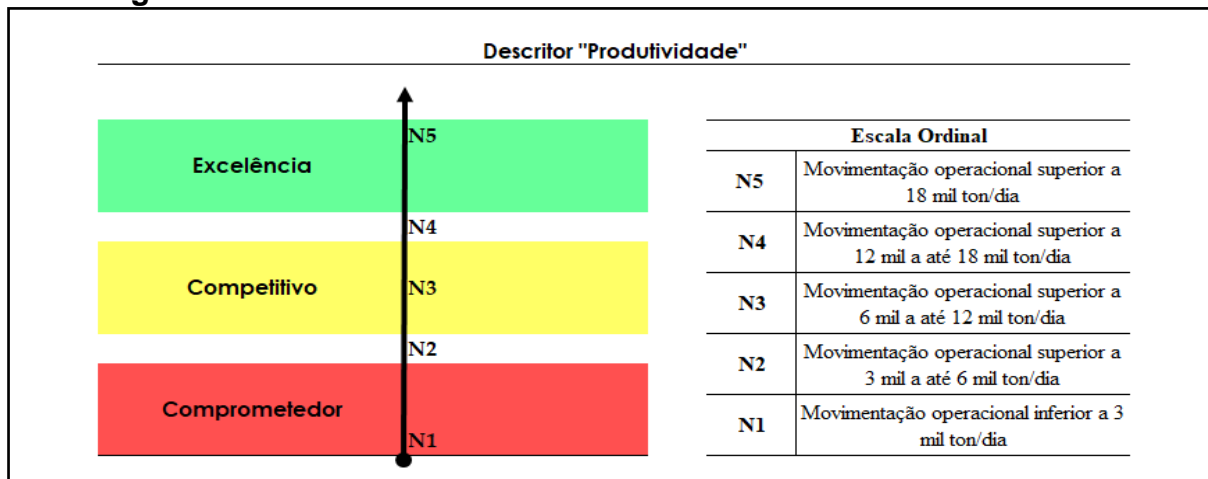 Descritor "Produtividade"
N5
Excelência
N4
Competitivo
N3
N2
Comprometedor
N1
Escala Ordinal
N5
Movimentação operacional superior a
18 mil ton/dia
N4
Movimentação operacional superior a
12 mil a até 18 mil ton/dia
N3
Movimentação operacional superior a
6 mil a até 12 mil ton/dia
N2
Movimentação operacional superior a
3 mil a até 6 mil ton/dia
N1
Movimentação operacional inferior a 3
mil ton/dia